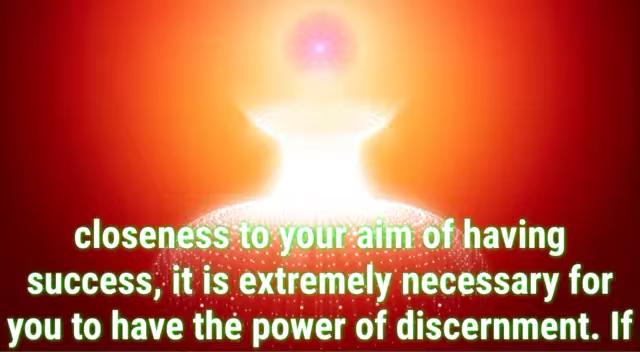 closeness to your aim of having
success, it is extremely necessary for
you to have the power of discernment. If